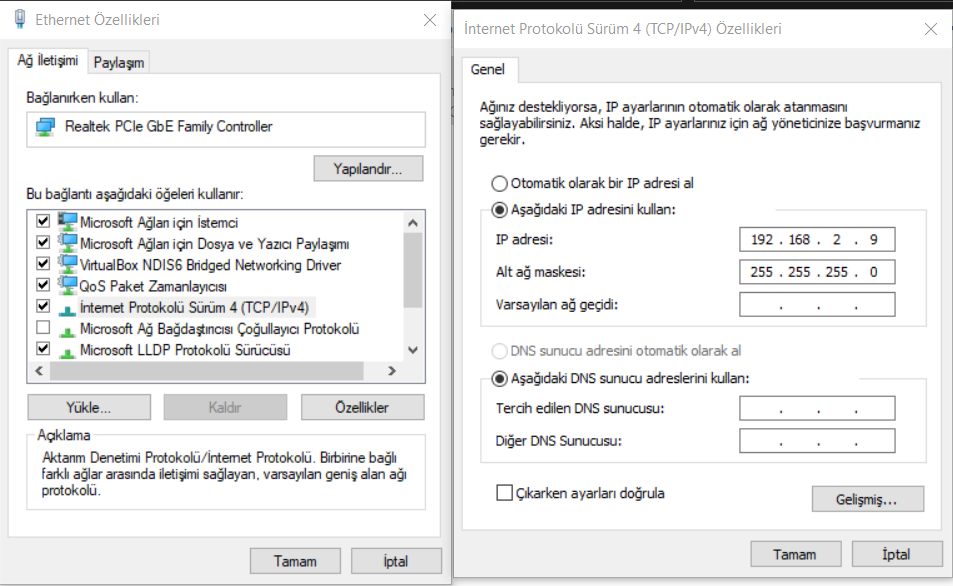 Ethernet Özellikleri
Ağ İletişimi
Paylaşım
Bağlanırken kullan:
Realtek PCIe GbE Family Controller
Yapılandır...
Bu bağlantı aşağıdaki öğeleri kullanır:
Microsoft Ağları için İstemci
Microsoft Ağları için Dosya ve Yazıcı Paylaşımı
VirtualBox NDIS6 Bridged Networking Driver
QoS Paket Zamanlayıcısı
İnternet Protokolü Sürüm 4 (TCP/IPv4)
Microsoft Ağ Bağdaştırıcısı Çoğullayıcı Protokolü
Microsoft LLDP Protokolü Sürücüsü
Yükle...
Kaldır
Özellikler
Açıklama
Aktarım Denetimi Protokolü/İnternet Protokolü. Birbirine bağlı
farklı ağlar arasında iletişimi sağlayan, varsayılan geniş alan ağı
protokolü.
Tamam
İptal
İnternet Protokolü Sürüm 4 (TCP/IPv4) Özellikleri
Genel
Ağınız destekliyorsa, IP ayarlarının otomatik olarak atanmasını
sağlayabilirsiniz. Aksi halde, IP ayarlarınız için ağ yöneticinize başvurmanız
gerekir.
Otomatik olarak bir IP adresi al
Aşağıdaki IP adresini kullan:
IP adresi: 192 . 168 . 2 . 9
Alt ağ maskesi: 255 . 255 . 255 . 0
Varsayılan ağ geçidi: . . .
DNS sunucu adresini otomatik olarak al
Aşağıdaki DNS sunucu adreslerini kullan:
Tercih edilen DNS sunucusu: . . .
Diğer DNS Sunucusu: . . .
Çıkarken ayarları doğrula
Gelişmiş...
Tamam
İptal